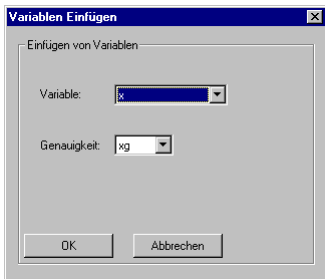 Variablen Einfügen
Einfügen von Variablen
Variable: x
Genauigkeit: xg
OK Abbrechen